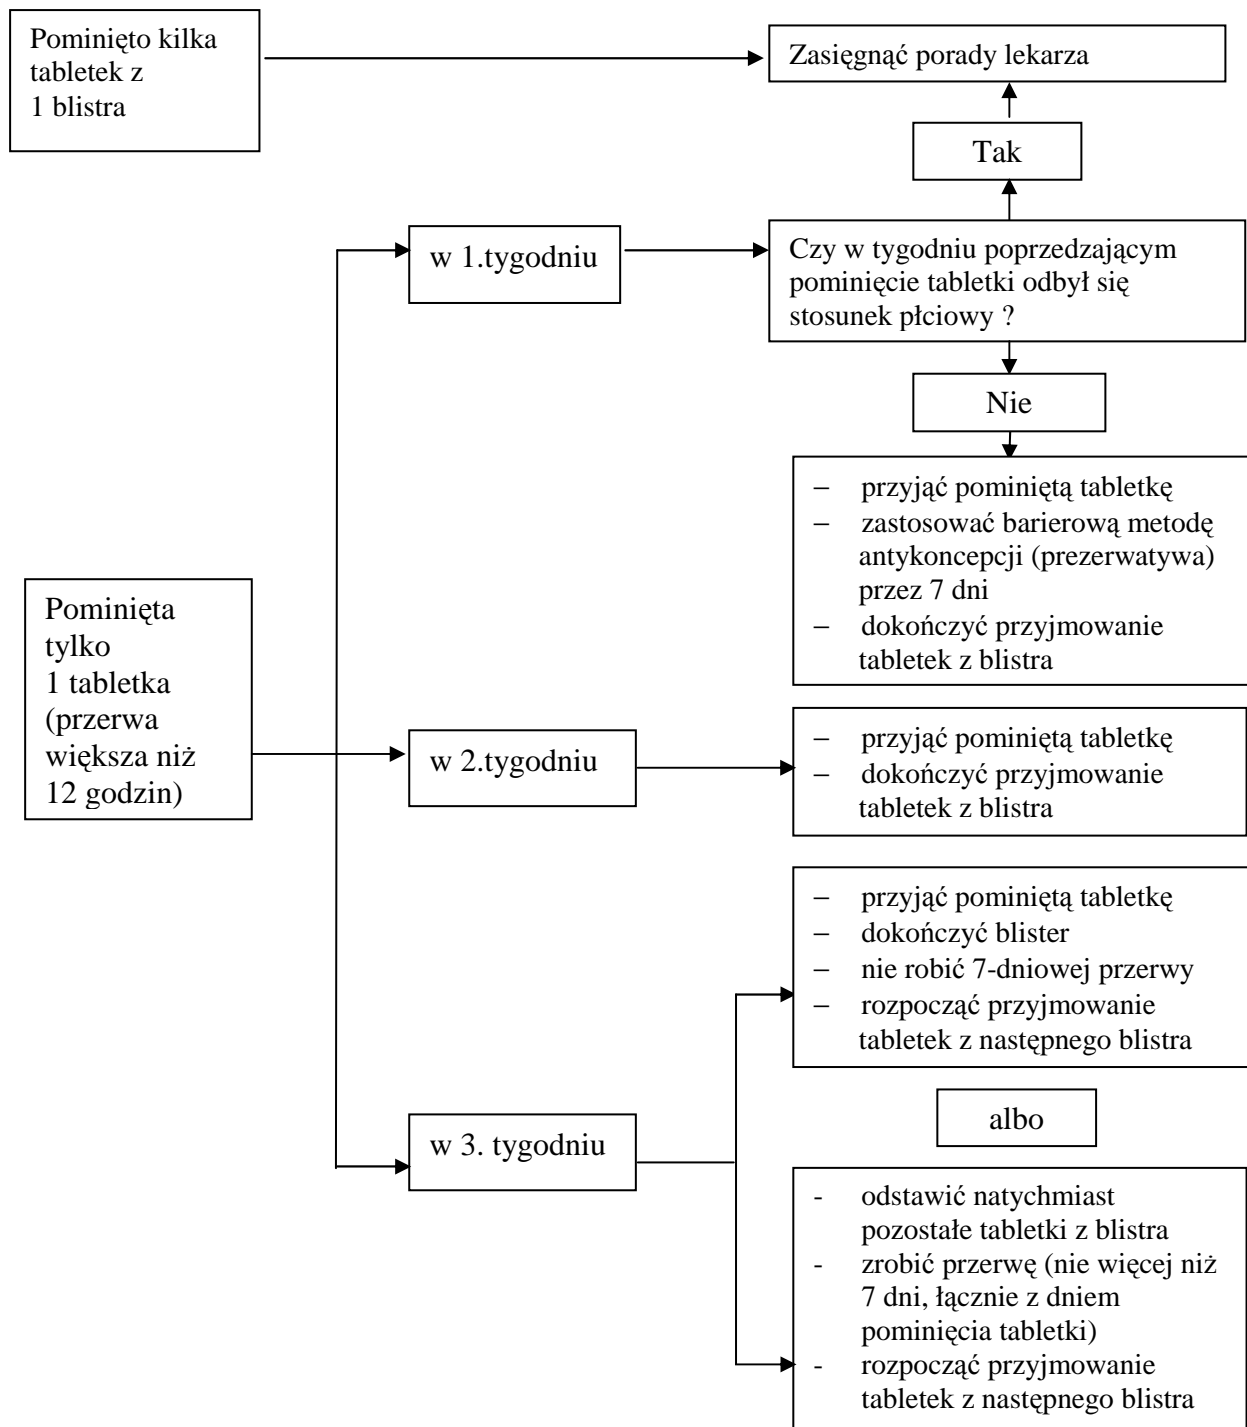 Pominięto kilka
tabletek z
1 blistra
Zasięgnąć porady lekarza
Tak
w 1.tygodniu
Czy w tygodniu poprzedzającym
pominięcie tabletki odbył się
stosunek płciowy ?
Nie
– przyjąć pominiętą tabletkę
– zastosować barierową metodę
antykoncepcji (prezerwatywa)
przez 7 dni
– dokończyć przyjmowanie
tabletek z blistra
Pominięta
tylko
1 tabletka
(przerwa
większa niż
12 godzin)
w 2.tygodniu
– przyjąć pominiętą tabletkę
– dokończyć przyjmowanie
tabletek z blistra
– przyjąć pominiętą tabletkę
– dokończyć blister
– nie robić 7-dniowej przerwy
– rozpocząć przyjmowanie
tabletek z następnego blistra
albo
w 3. tygodniu
- odstawić natychmiast
pozostałe tabletki z blistra
- zrobić przerwę (nie więcej niż
7 dni, łącznie z dniem
pominięcia tabletki)
- rozpocząć przyjmowanie
tabletek z następnego blistra